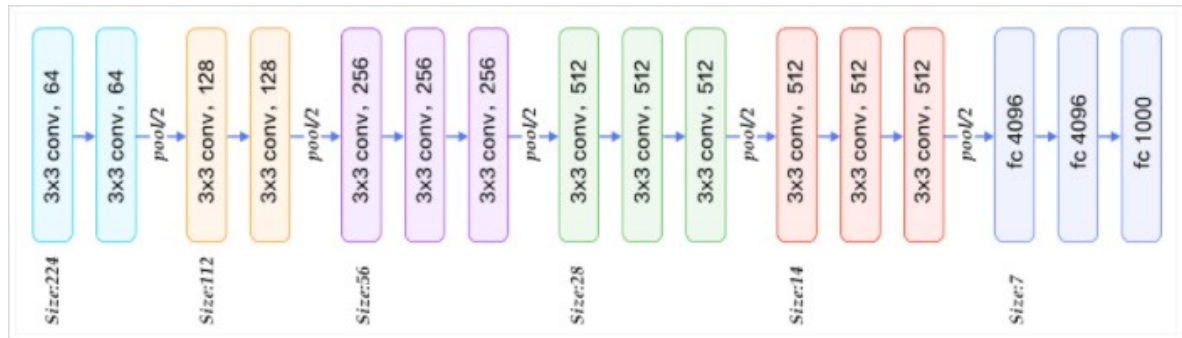 3x3 conv, 64
3x3 conv, 64
pool/2
3x3 conv, 128
3x3 conv, 128
pool/2
3x3 conv, 256
3x3 conv, 256
3x3 conv, 256
pool/2
3x3 conv, 512
3x3 conv, 512
3x3 conv, 512
pool/2
3x3 conv, 512
3x3 conv, 512
3x3 conv, 512
pool/2
fc 4096
fc 4096
fc 1000
Size:224
Size:112
Size:56
Size:28
Size:14
Size:7